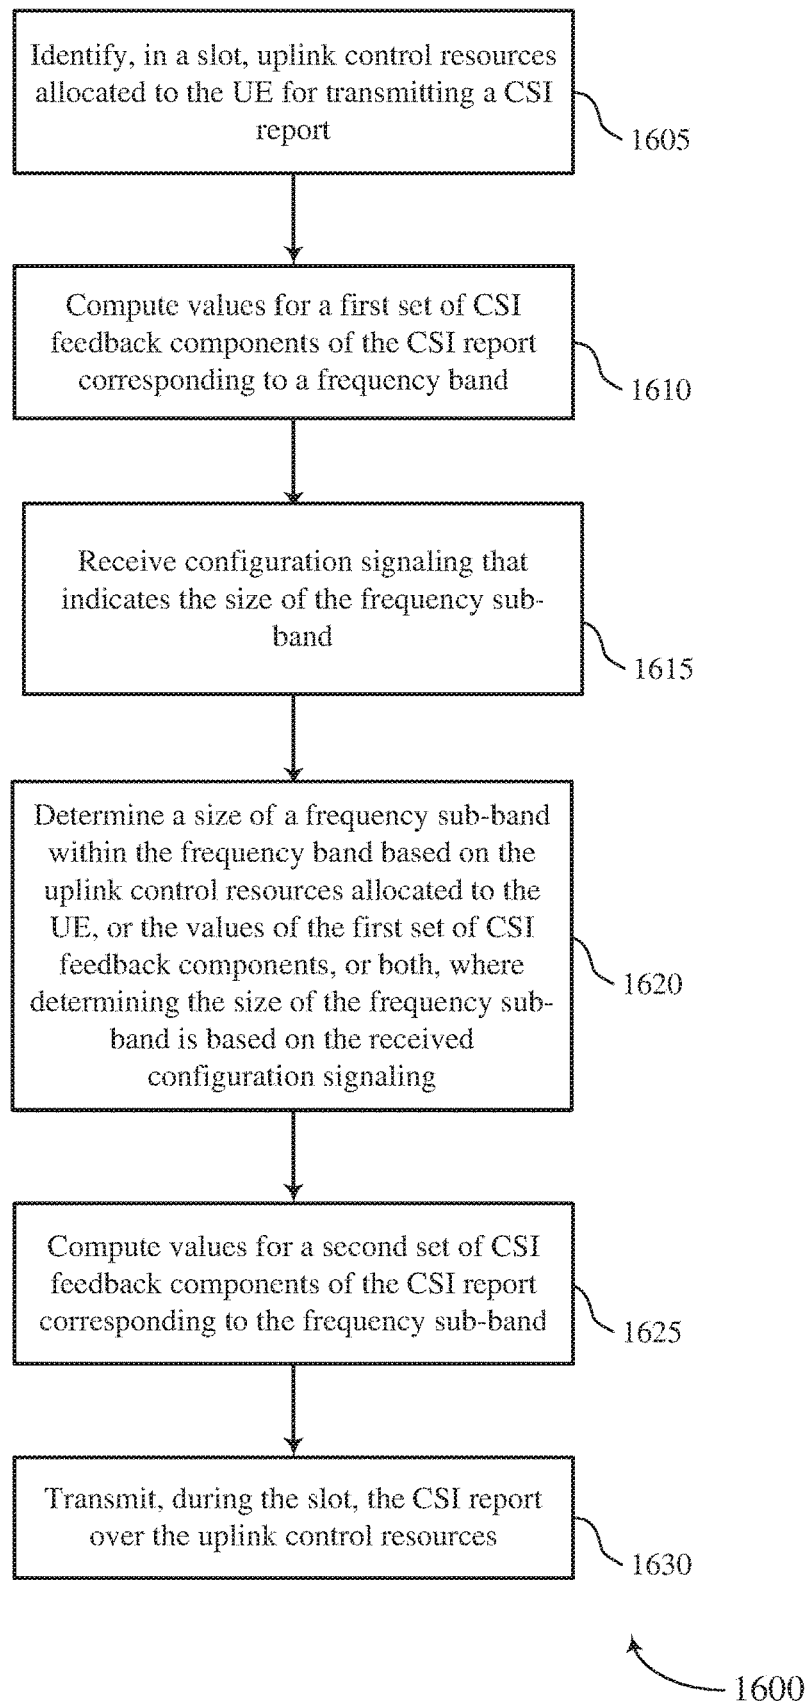 Identify, in a slot, uplink control resources
allocated to the UE for transmitting a CSI
report
1605
Compute values for a first set of CSI
feedback components of the CSI report
corresponding to a frequency band
1610
Receive configuration signaling that
indicates the size of the frequency sub-
band
1615
Determine a size of a frequency sub-band
within the frequency band based on the
uplink control resources allocated to the
UE, or the values of the first set of CSI
feedback components, or both, where
determining the size of the frequency sub-
band is based on the received
configuration signaling
1620
Compute values for a second set of CSI
feedback components of the CSI report
corresponding to the frequency sub-band
1625
Transmit, during the slot, the CSI report
over the uplink control resources
1630
1600